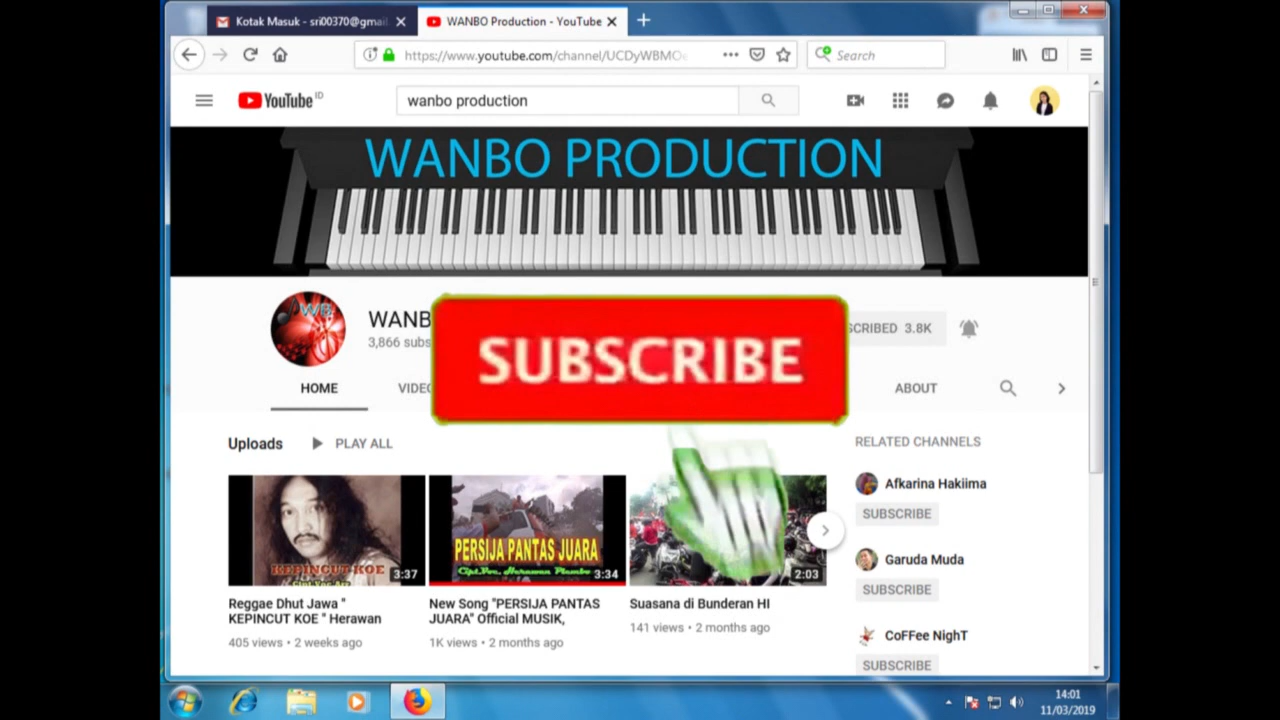 Kotak Masuk - sri00370@gmai
WANBO Production - YouTube
https://www.youtube.com/channel/UCDyWBMO
Search
YouTube ID
wanbo production
WANBO PRODUCTION
WB
WANB
3,866 subs
SCRIBED 3.8K
SUBSCRIBE
HOME
VIDEO
ABOUT
Uploads
PLAY ALL
RELATED CHANNELS
KEPINCUT KOE
3:37
PERSIJA PANTAS JUARA
3:34
2:03
Reggae Dhut Jawa "
KEPINCUT KOE " Herawan
405 views • 2 weeks ago
New Song "PERSIJA PANTAS
JUARA" Official MUSIK,
1K views • 2 months ago
Suasana di Bunderan HI
141 views • 2 months ago
Afkarina Hakiima
SUBSCRIBE
Garuda Muda
SUBSCRIBE
CoFFee NighT
SUBSCRIBE
14:01
11/03/2019